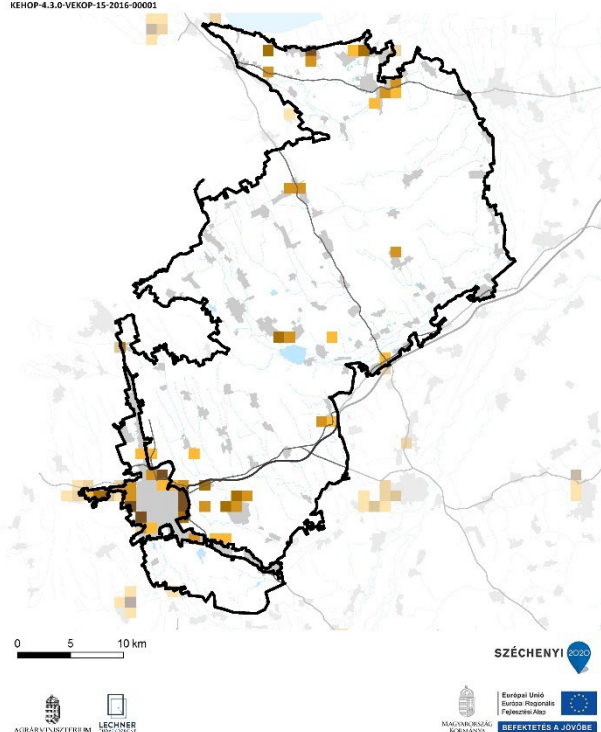 KEHOP-4.3.0-VEKOP-15-2016-00001
0 5 10 km
SZÉCHENYI 2020
AGRÁRMINISZTÉRIUM
LECHNER
MAGYARORSZÁG
KORMÁNYA
Európai Unió
Európai Regionális
Fejlesztési Alap
BEFEKTETÉS A JÖVŐBE